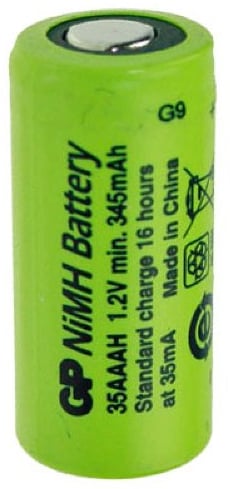 G9
GP NiMH Battery
35AAAH 1.2V min. 345mAh
Standard charge 16 hours
at 35mA Made in China